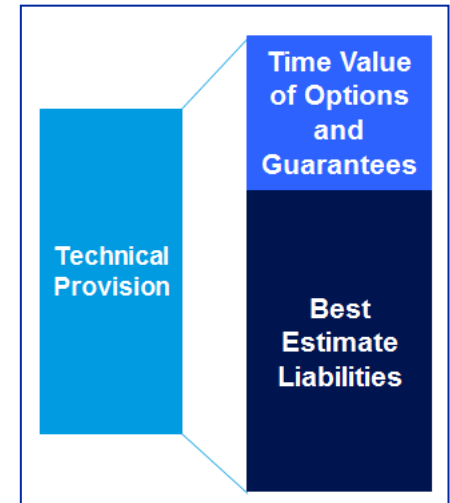 Technical
Provision
Time Value
of Options
and
Guarantees
Best
Estimate
Liabilities